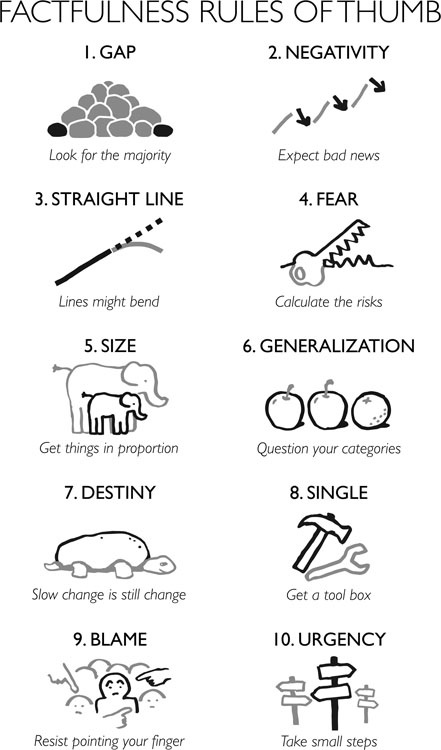 FACTFULNESS RULES OF THUMB
1. GAP
Look for the majority
2. NEGATIVITY
Expect bad news
3. STRAIGHT LINE
Lines might bend
4. FEAR
Calculate the risks
5. SIZE
Get things in proportion
6. GENERALIZATION
Question your categories
7. DESTINY
Slow change is still change
8. SINGLE
Get a tool box
9. BLAME
Resist pointing your finger
10. URGENCY
Take small steps